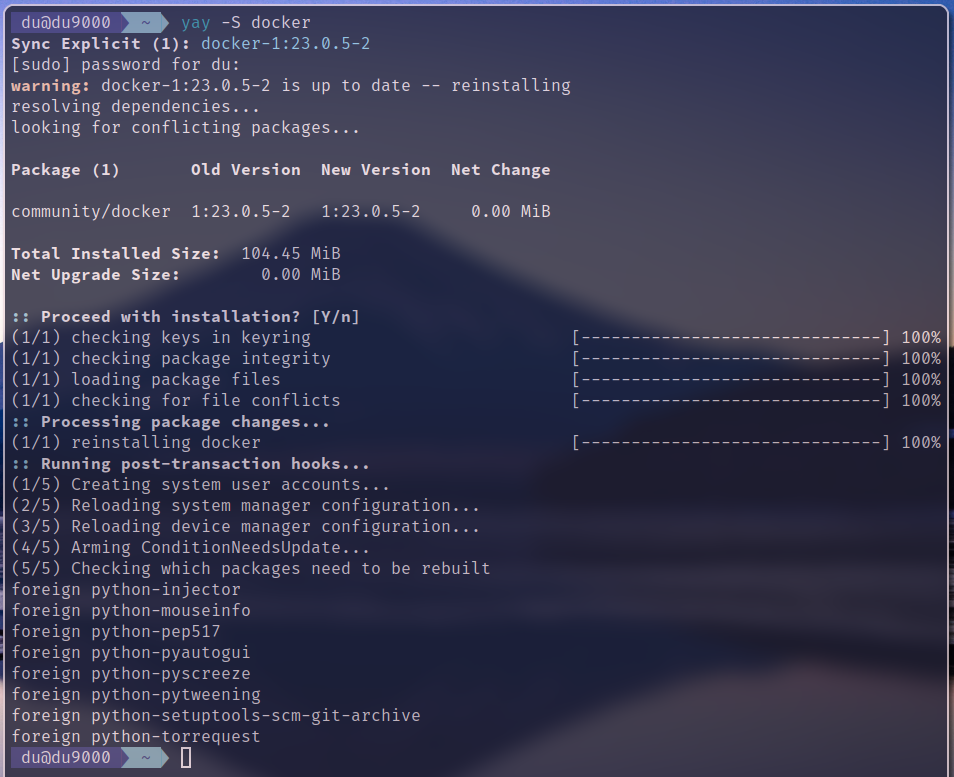 du@du9000 ~ yay -S docker
Sync Explicit (1): docker-1:23.0.5-2
[sudo] password for du:
warning: docker-1:23.0.5-2 is up to date -- reinstalling
resolving dependencies...
looking for conflicting packages...
Package (1) Old Version New Version Net Change
community/docker 1:23.0.5-2 1:23.0.5-2 0.00 MiB
Total Installed Size: 104.45 MiB
Net Upgrade Size: 0.00 MiB
:: Proceed with installation? [Y/n]
(1/1) checking keys in keyring [------------------------------] 100%
(1/1) checking package integrity [------------------------------] 100%
(1/1) loading package files [------------------------------] 100%
(1/1) checking for file conflicts [------------------------------] 100%
:: Processing package changes...
(1/1) reinstalling docker [------------------------------] 100%
:: Running post-transaction hooks...
(1/5) Creating system user accounts...
(2/5) Reloading system manager configuration...
(3/5) Reloading device manager configuration...
(4/5) Arming ConditionNeedsUpdate...
(5/5) Checking which packages need to be rebuilt
foreign python-injector
foreign python-mouseinfo
foreign python-pep517
foreign python-pyautogui
foreign python-pyscreeze
foreign python-pytweening
foreign python-setuptools-scm-git-archive
foreign python-torrequest
du@du9000 ~